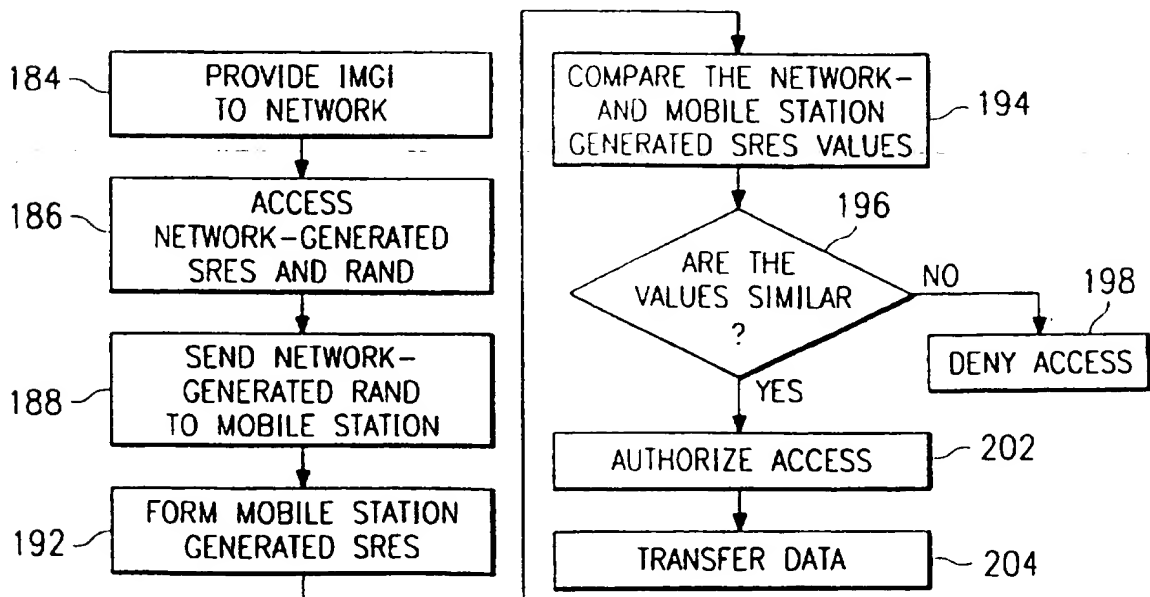 184
PROVIDE IMGI
TO NETWORK
186
ACCESS
NETWORK-GENERATED
SRES AND RAND
188
SEND NETWORK-
GENERATED RAND
TO MOBILE STATION
192
FORM MOBILE STATION
GENERATED SRES
COMPARE THE NETWORK-
AND MOBILE STATION
GENERATED SRES VALUES
194
196
ARE THE
VALUES SIMILAR
?
NO
198
DENY ACCESS
YES
AUTHORIZE ACCESS
202
TRANSFER DATA
204